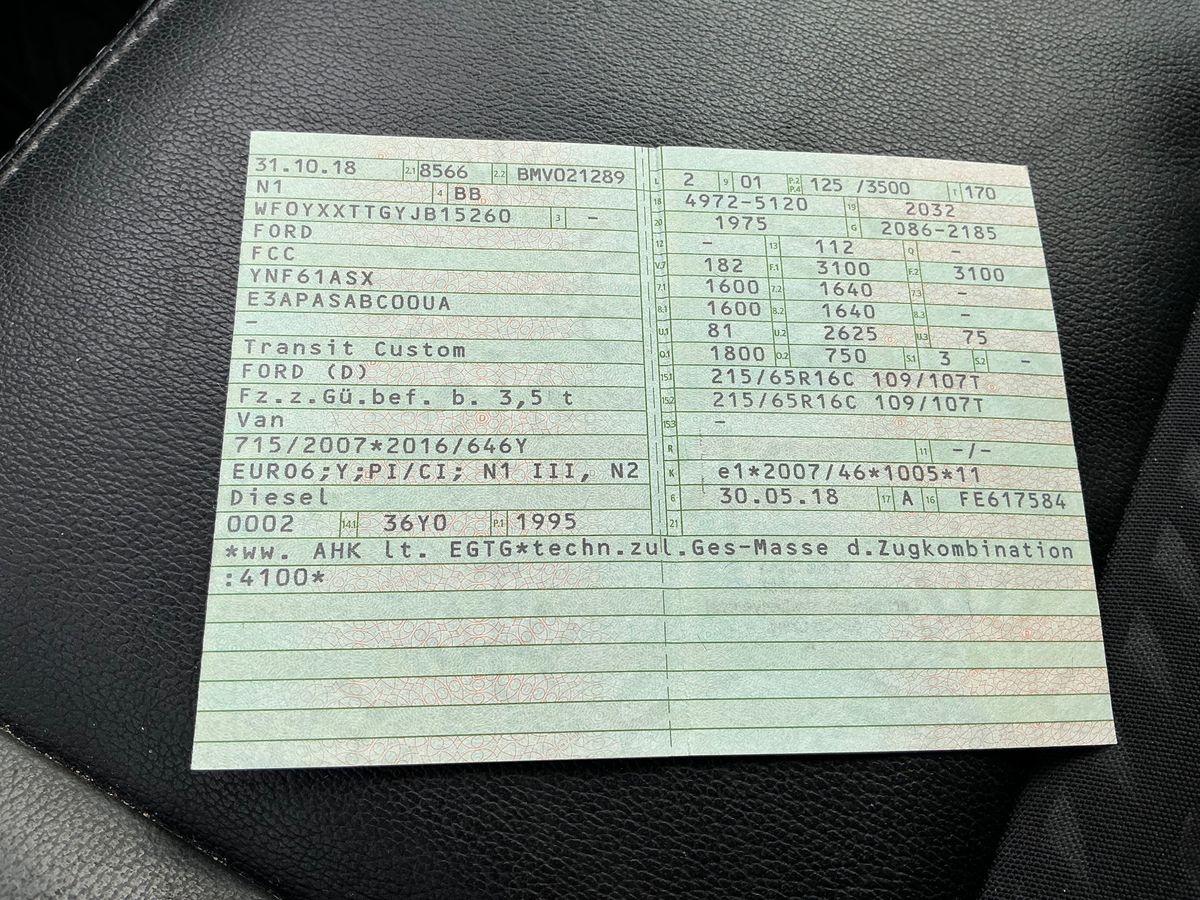 31.10.18 2.1 8566 2.2 BMV021289
N1 4 BB
WF0YXXTTGYJB15260 3 –
FORD
FCC
YNF61ASX
E3APASABCOOUA
–
Transit Custom
FORD (D)
Fz.z.Gü.bef. b. 3,5 t
Van
715/2007*2016/646Y
EURO6;Y;PI/CI; N1 III, N2
Diesel
0002 14.1 36Y0 P.1 1995
L 2 9 01 P.2 P.4 125 /3500 T 170
18 4972-5120 19 2032
20 1975 G 2086-2185
12 – 13 112 Q –
V.7 182 F.1 3100 F.2 3100
7.1 1600 7.2 1640 7.3 –
8.1 1600 8.2 1640 8.3 –
U.1 81 U.2 2625 U.3 75
O.1 1800 O.2 750 S.1 3 S.2 –
15.1 215/65R16C 109/107T
15.2 215/65R16C 109/107T
15.3 –
R 11 –/–
K e1*2007/46*1005*11
6 30.05.18 17 A 16 FE617584
21
*ww. AHK lt. EGTG*techn.zul.Ges-Masse d.Zugkombination
:4100*